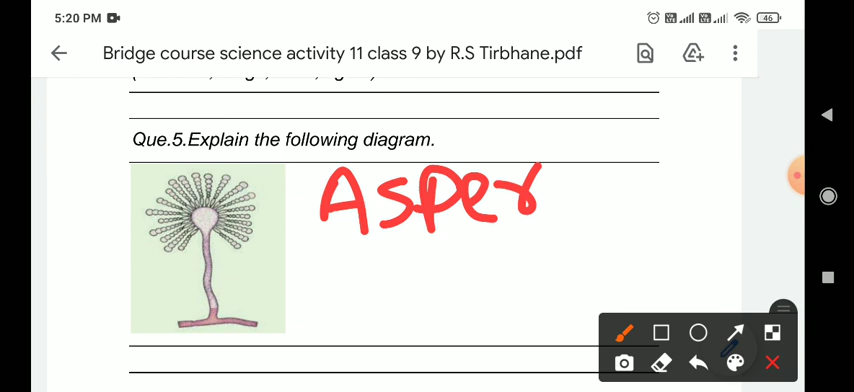 5:20 PM
46
Bridge course science activity 11 class 9 by R.S Tirbhane.pdf
Que.5.Explain the following diagram.
Asper